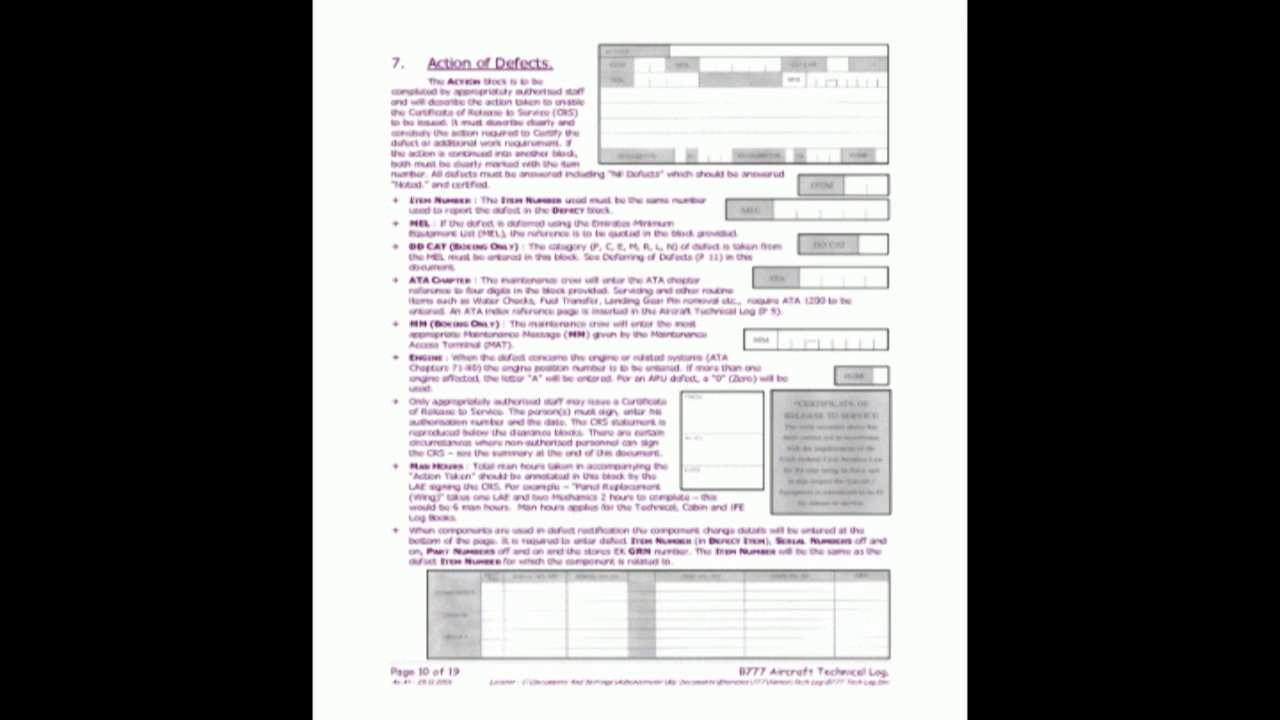 7. Action of Defects.
The ACTION block is to be
completed by appropriately authorised staff
and will describe the action taken to enable
the Certificate of Release to Service (CRS)
to be issued. It must describe clearly and
concisely the action required to Certify the
defect or additional work requirement. If
the action is continued into another block,
both must be clearly marked with the item
number. All defects must be answered including "Nil Defects" which should be answered
"Noted." and certified.
ITEM
→ ITEM NUMBER : The ITEM NUMBER used must be the same number
used to report the defect in the DEFECT block.
MEL
→ MEL : If the defect is deferred using the Emirates Minimum
Equipment List (MEL), the reference is to be quoted in the block provided.
→ DD CAT (BOEING ONLY) : The category (P, C, E, M, R, L, N) of defect is taken from
the MEL must be entered in this block. See Deferring of Defects (P 11) in this
document.
DD CAT
→ ATA CHAPTER : The maintenance crew will enter the ATA chapter
reference to four digits in the block provided. Servicing and other routine
items such as Water Checks, Fuel Transfer, Landing Gear Pin removal etc., require ATA 1200 to be
entered. An ATA index reference page is inserted in the Aircraft Technical Log (P 5).
ATA
→ MM (BOEING ONLY) : The maintenance crew will enter the most
appropriate Maintenance Message (MM) given by the Maintenance
Access Terminal (MAT).
MM
→ ENGINE : When the defect concerns the engine or related systems (ATA
Chapters 71-80) the engine position number is to be entered. If more than one
engine affected, the letter "A" will be entered. For an APU defect, a "0" (Zero) will be
used.
→ Only appropriately authorised staff may issue a Certificate
of Release to Service. The person(s) must sign, enter his
authorisation number and the date. The CRS statement is
reproduced below the clearance blocks. There are certain
circumstances where non-authorised personnel can sign
the CRS – see the summary at the end of this document.
"CERTIFICATE OF
RELEASE TO SERVICE
→ MAN HOURS : Total man hours taken in accompanying the
"Action Taken" should be annotated in this block by the
LAE signing the CRS. For example – "Panel Replacement
(Wing)" takes one LAE and two Mechanics 2 hours to complete – this
would be 6 man hours. Man hours applies for the Technical, Cabin and IFE
Log Books.
→ When components are used in defect rectification the component change details will be entered at the
bottom of the page. It is required to enter defect ITEM NUMBER (in DEFECT ITEM), SERIAL NUMBERS off and
on, PART NUMBERS off and on and the stores EK GRN number. The ITEM NUMBER will be the same as the
defect ITEM NUMBER for which the component is related to.
Page 10 of 19
B777 Aircraft Technical Log.